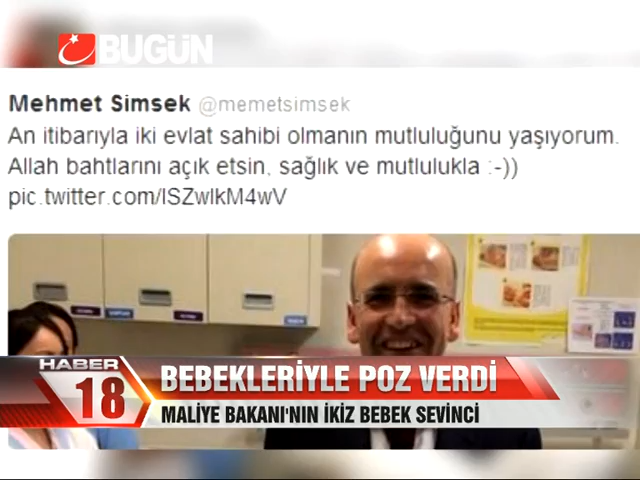 BUGÜN
Mehmet Simsek @memetsimsek
An itibarıyla iki evlat sahibi olmanın mutluluğunu yaşıyorum.
Allah bahtlarını açık etsin, sağlık ve mutlulukla :-))
pic.twitter.com/ISZwlkM4wV
HABER
18
BEBEKLERİYLE POZ VERDİ
MALİYE BAKANI'NIN İKİZ BEBEK SEVİNCİ